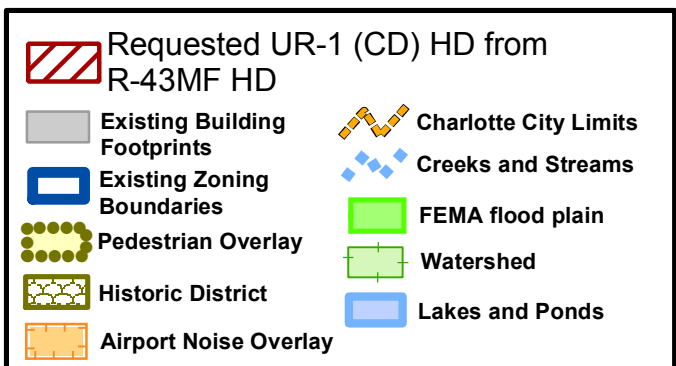 Requested UR-1 (CD) HD from
R-43MF HD
Existing Building
Footprints
Existing Zoning
Boundaries
Pedestrian Overlay
Historic District
Airport Noise Overlay
Charlotte City Limits
Creeks and Streams
FEMA flood plain
Watershed
Lakes and Ponds